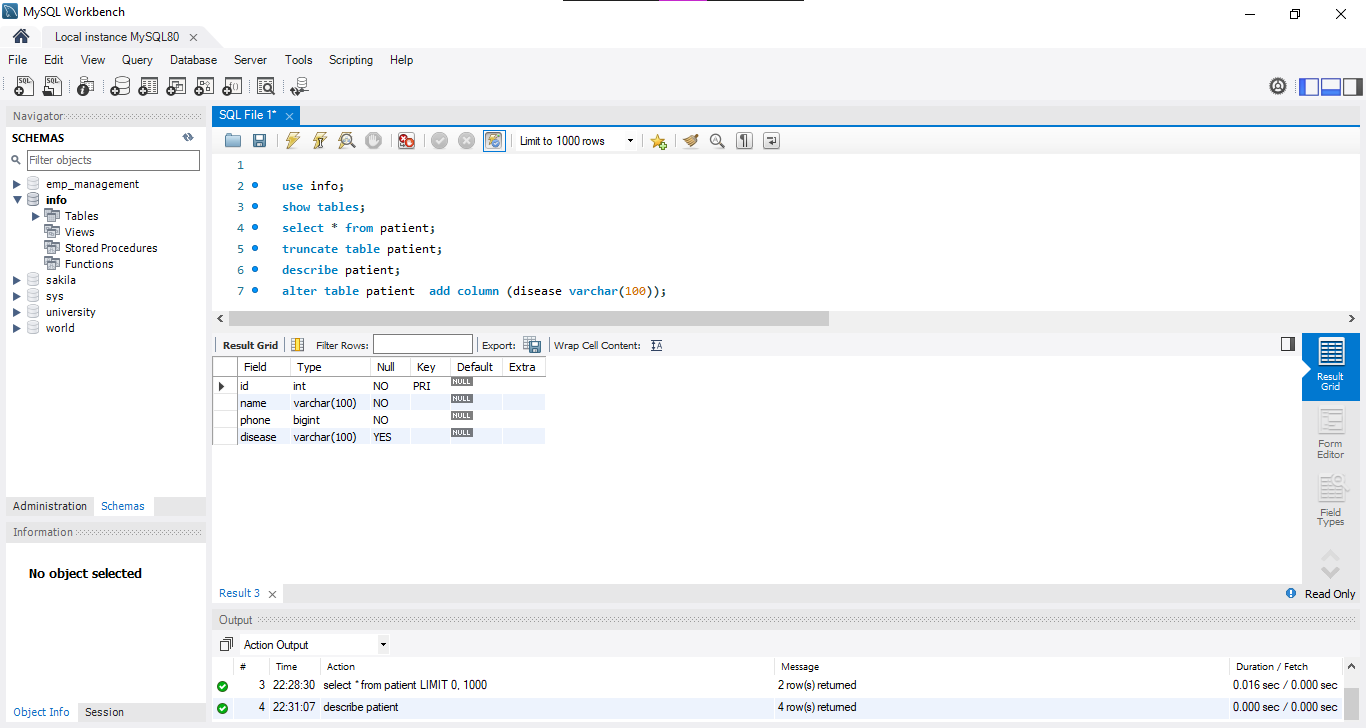 MySQL Workbench
Local instance MySQL80
File Edit View Query Database Server Tools Scripting Help
Navigator
SCHEMAS
Filter objects
emp_management
info
Tables
Views
Stored Procedures
Functions
sakila
sys
university
world
Administration Schemas
Information
No object selected
Object Info Session
SQL File 1*
Limit to 1000 rows
1
2 use info;
3 show tables;
4 select * from patient;
5 truncate table patient;
6 describe patient;
7 alter table patient  add column (disease varchar(100));
Result Grid Filter Rows: Export: Wrap Cell Content:
Field Type Null Key Default Extra
id int NO PRI NULL
name varchar(100) NO NULL
phone bigint NO NULL
disease varchar(100) YES NULL
Result Grid
Form Editor
Field Types
Result 3
Read Only
Output
Action Output
# Time Action Message Duration / Fetch
3 22:28:30 select * from patient LIMIT 0, 1000 2 row(s) returned 0.016 sec / 0.000 sec
4 22:31:07 describe patient 4 row(s) returned 0.000 sec / 0.000 sec